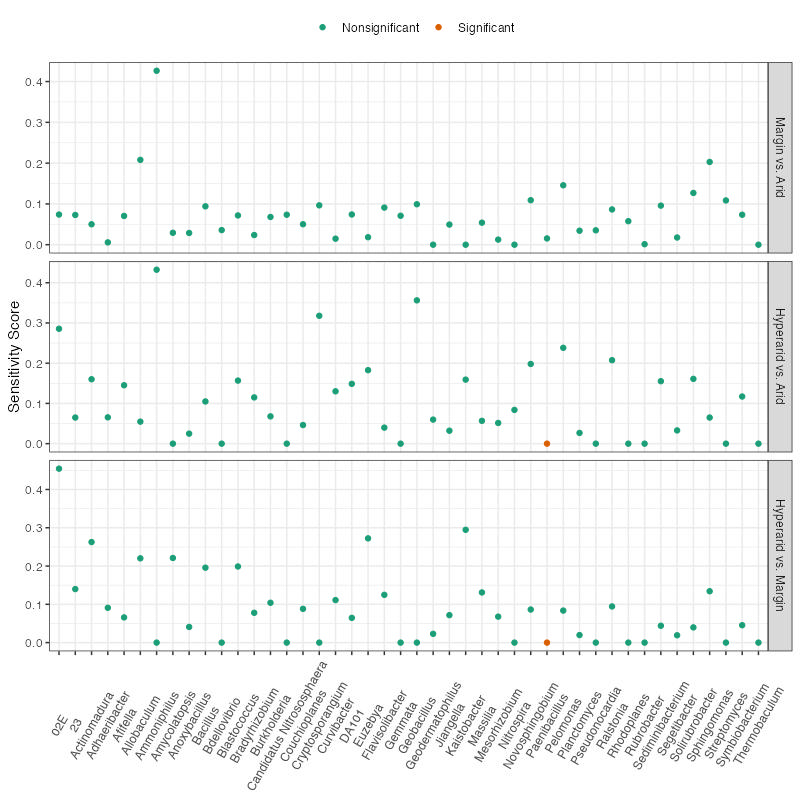 Nonsignificant Significant
Sensitivity Score
0.4
0.3
0.2
0.1
0.0
Margin vs. Arid
0.4
0.3
0.2
0.1
0.0
Hyperarid vs. Arid
0.4
0.3
0.2
0.1
0.0
Hyperarid vs. Margin
02E
23
Actinomadura
Adhaeribacter
Afifella
Allobaculum
Ammoniphilus
Amycolatopsis
Anoxybacillus
Bacillus
Bdellovibrio
Blastococcus
Bradyrhizobium
Burkholderia
Candidatus Nitrososphaera
Couchioplanes
Cryptosporangium
Curvibacter
DA101
Euzebya
Flavisolibacter
Gemmata
Geobacillus
Geodermatophilus
Jiangella
Kaistobacter
Massilia
Mesorhizobium
Nitrospira
Novosphingobium
Paenibacillus
Pelomonas
Planctomyces
Pseudonocardia
Ralstonia
Rhodoplanes
Rubrobacter
Sediminibacterium
Segetibacter
Solirubrobacter
Sphingomonas
Streptomyces
Symbiobacterium
Thermobaculum